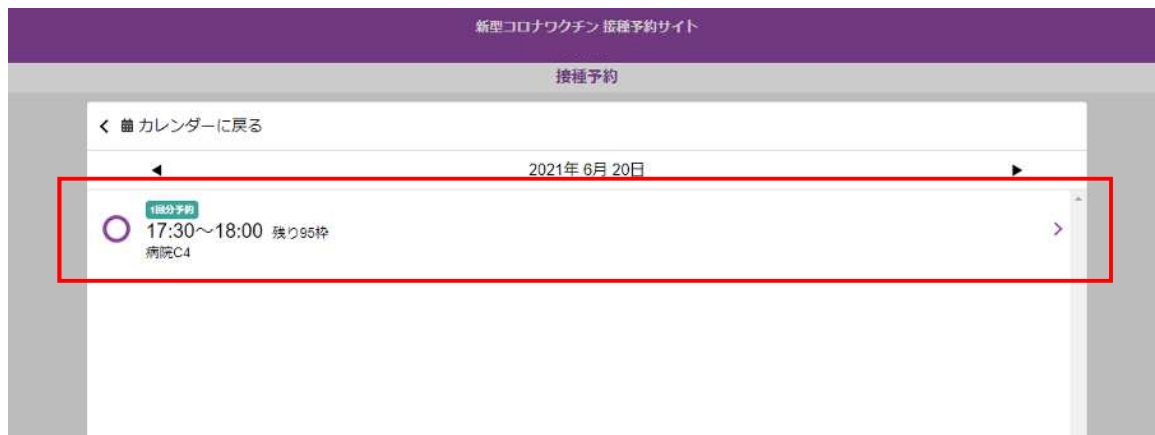 新型コロナワクチン 接種予約サイト
接種予約
カレンダーに戻る
2021年 6月 20日
1回分予約
17:30～18:00 残り95枠
病院C4